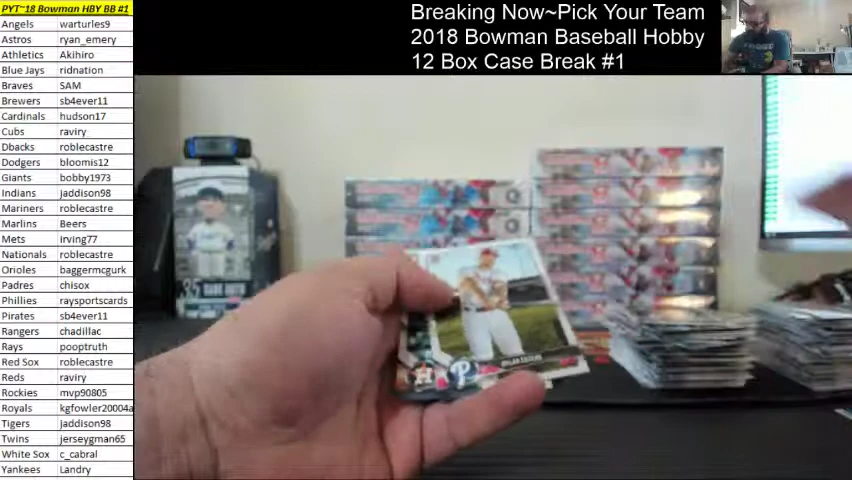 PYT~18 Bowman HBY BB #1
Angels warturles9
Astros ryan_emery
Athletics Akihiro
Blue Jays ridnation
Braves SAM
Brewers sb4ever11
Cardinals hudson17
Cubs raviry
Dbacks roblecastre
Dodgers bloomis12
Giants bobby1973
Indians jaddison98
Mariners roblecastre
Marlins Beers
Mets irving77
Nationals roblecastre
Orioles baggermcgurk
Padres chisox
Phillies raysportscards
Pirates sb4ever11
Rangers chadillac
Rays pooptruth
Red Sox roblecastre
Reds raviry
Rockies mvp90805
Royals kgfowler20004a
Tigers jaddison98
Twins jerseygman65
White Sox c_cabral
Yankees Landry
Breaking Now~Pick Your Team
2018 Bowman Baseball Hobby
12 Box Case Break #1